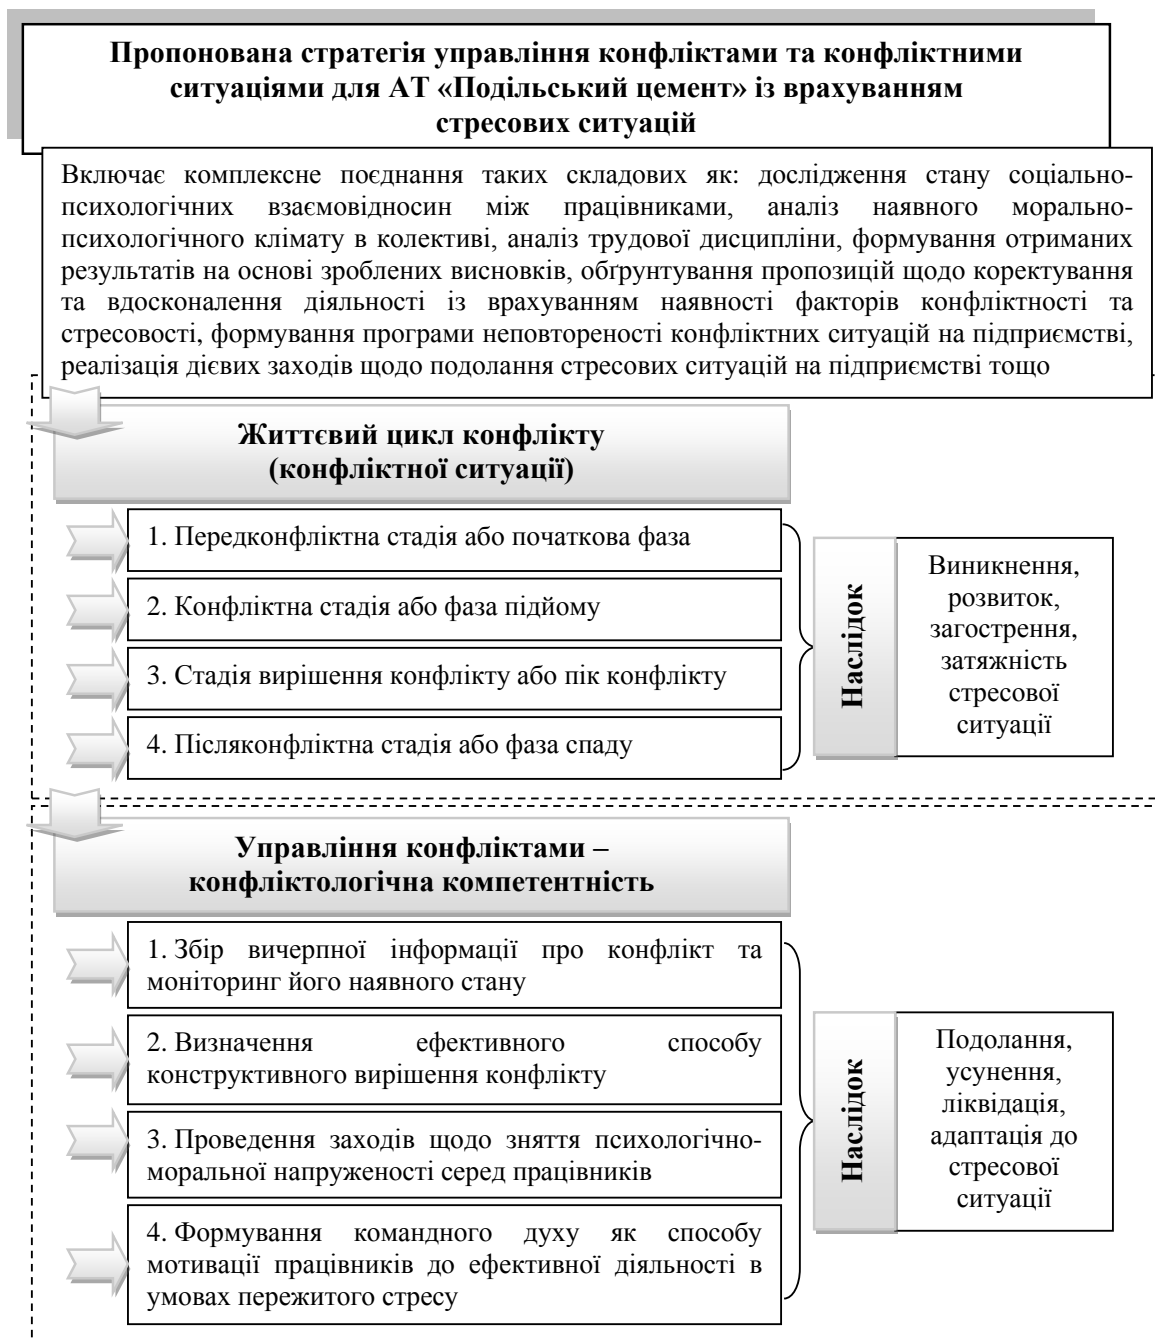 Пропонована стратегія управління конфліктами та конфліктними
ситуаціями для АТ «Подільський цемент» із врахуванням
стресових ситуацій
Включає комплексне поєднання таких складових як: дослідження стану соціально-
психологічних взаємовідносин між працівниками, аналіз наявного морально-
психологічного клімату в колективі, аналіз трудової дисципліни, формування отриманих
результатів на основі зроблених висновків, обґрунтування пропозицій щодо коректування
та вдосконалення діяльності із врахуванням наявності факторів конфліктності та
стресовості, формування програми неповтореності конфліктних ситуацій на підприємстві,
реалізація дієвих заходів щодо подолання стресових ситуацій на підприємстві тощо
Життєвий цикл конфлікту
(конфліктної ситуації)
1. Передконфліктна стадія або початкова фаза
2. Конфліктна стадія або фаза підйому
3. Стадія вирішення конфлікту або пік конфлікту
4. Післяконфліктна стадія або фаза спаду
Наслідок
Виникнення,
розвиток,
загострення,
затяжність
стресової
ситуації
Управління конфліктами –
конфліктологічна компетентність
1. Збір вичерпної інформації про конфлікт та
моніторинг його наявного стану
2. Визначення ефективного способу
конструктивного вирішення конфлікту
3. Проведення заходів щодо зняття психологічно-
моральної напруженості серед працівників
4. Формування командного духу як способу
мотивації працівників до ефективної діяльності в
умовах пережитого стресу
Наслідок
Подолання,
усунення,
ліквідація,
адаптація до
стресової
ситуації